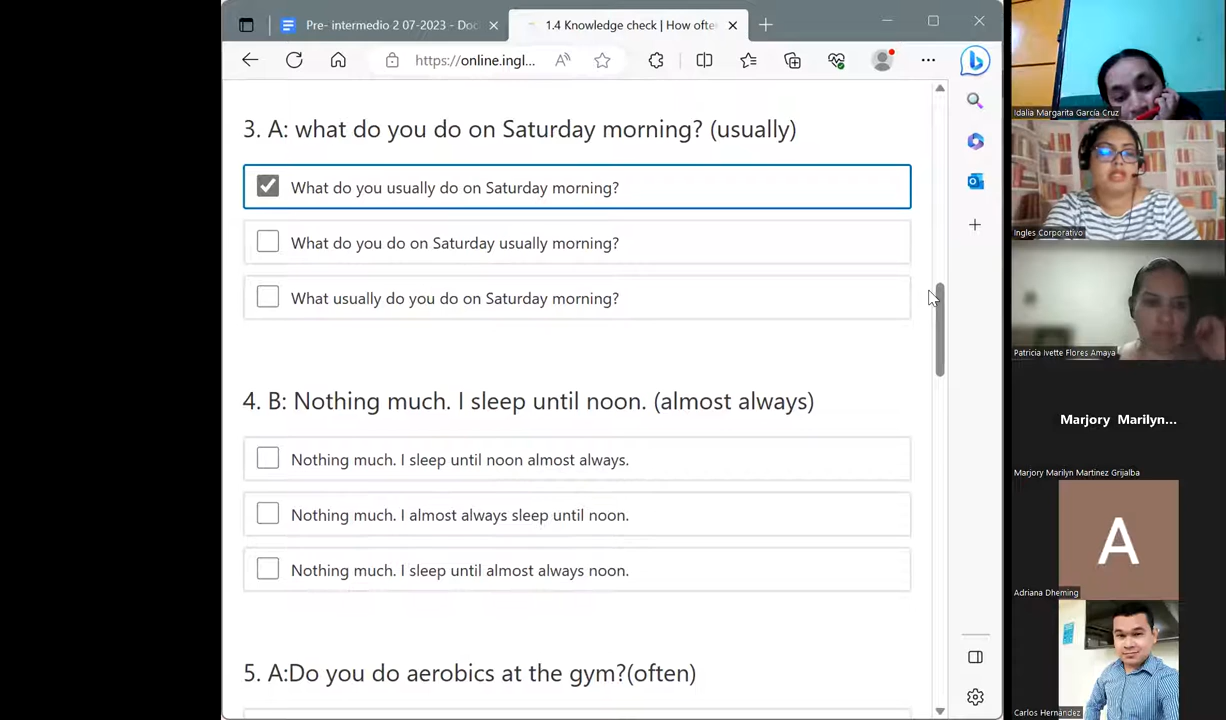 Pre- intermedio 2 07-2023 - Doc
1.4 Knowledge check | How ofte
https://online.ingl...
3. A: what do you do on Saturday morning? (usually)
What do you usually do on Saturday morning?
What do you do on Saturday usually morning?
What usually do you do on Saturday morning?
4. B: Nothing much. I sleep until noon. (almost always)
Nothing much. I sleep until noon almost always.
Nothing much. I almost always sleep until noon.
Nothing much. I sleep until almost always noon.
5. A:Do you do aerobics at the gym?(often)
Idalia Margarita García Cruz
Ingles Corporativo
Patricia Ivette Flores Amaya
Marjory Marilyn...
Marjory Marilyn Martinez Grijalba
A
Adriana Dheming
Carlos Hernández